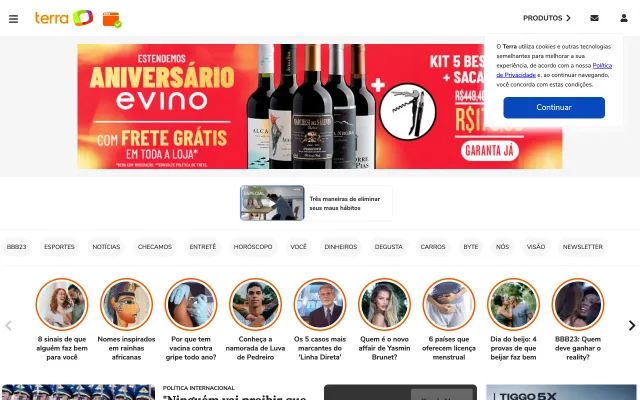 terra
PRODUTOS
O Terra utiliza cookies e outras tecnologias
semelhantes para melhorar a sua
experiência, de acordo com a nossa Política
de Privacidade e, ao continuar navegando,
você concorda com estas condições.
Continuar
ESTENDEMOS
ANIVERSÁRIO
evino
COM FRETE GRÁTIS
EM TODA A LOJA*
KIT 5
+ SACA
GARANTA JÁ
ESPECIAL
Três maneiras de eliminar
seus maus hábitos
BBB23
ESPORTES
NOTÍCIAS
CHECAMOS
ENTRETÊ
HORÓSCOPO
VOCÊ
DINHEIROS
DEGUSTA
CARROS
BYTE
NÓS
VISÃO
NEWSLETTER
8 sinais de que
alguém faz bem
para você
Nomes inspirados
em rainhas
africanas
Por que tem
vacina contra
gripe todo ano?
Conheça a
namorada de Luva
de Pedreiro
Os 5 casos mais
marcantes do
'Linha Direta'
Quem é o novo
affair de Yasmin
Brunet?
6 países que
oferecem licença
menstrual
Dia do beijo: 4
provas de que
beijar faz bem
BBB23: Quem
deve ganhar o
reality?
POLÍTICA INTERNACIONAL
"Ninguém vai proibir que
TIGGO 5X